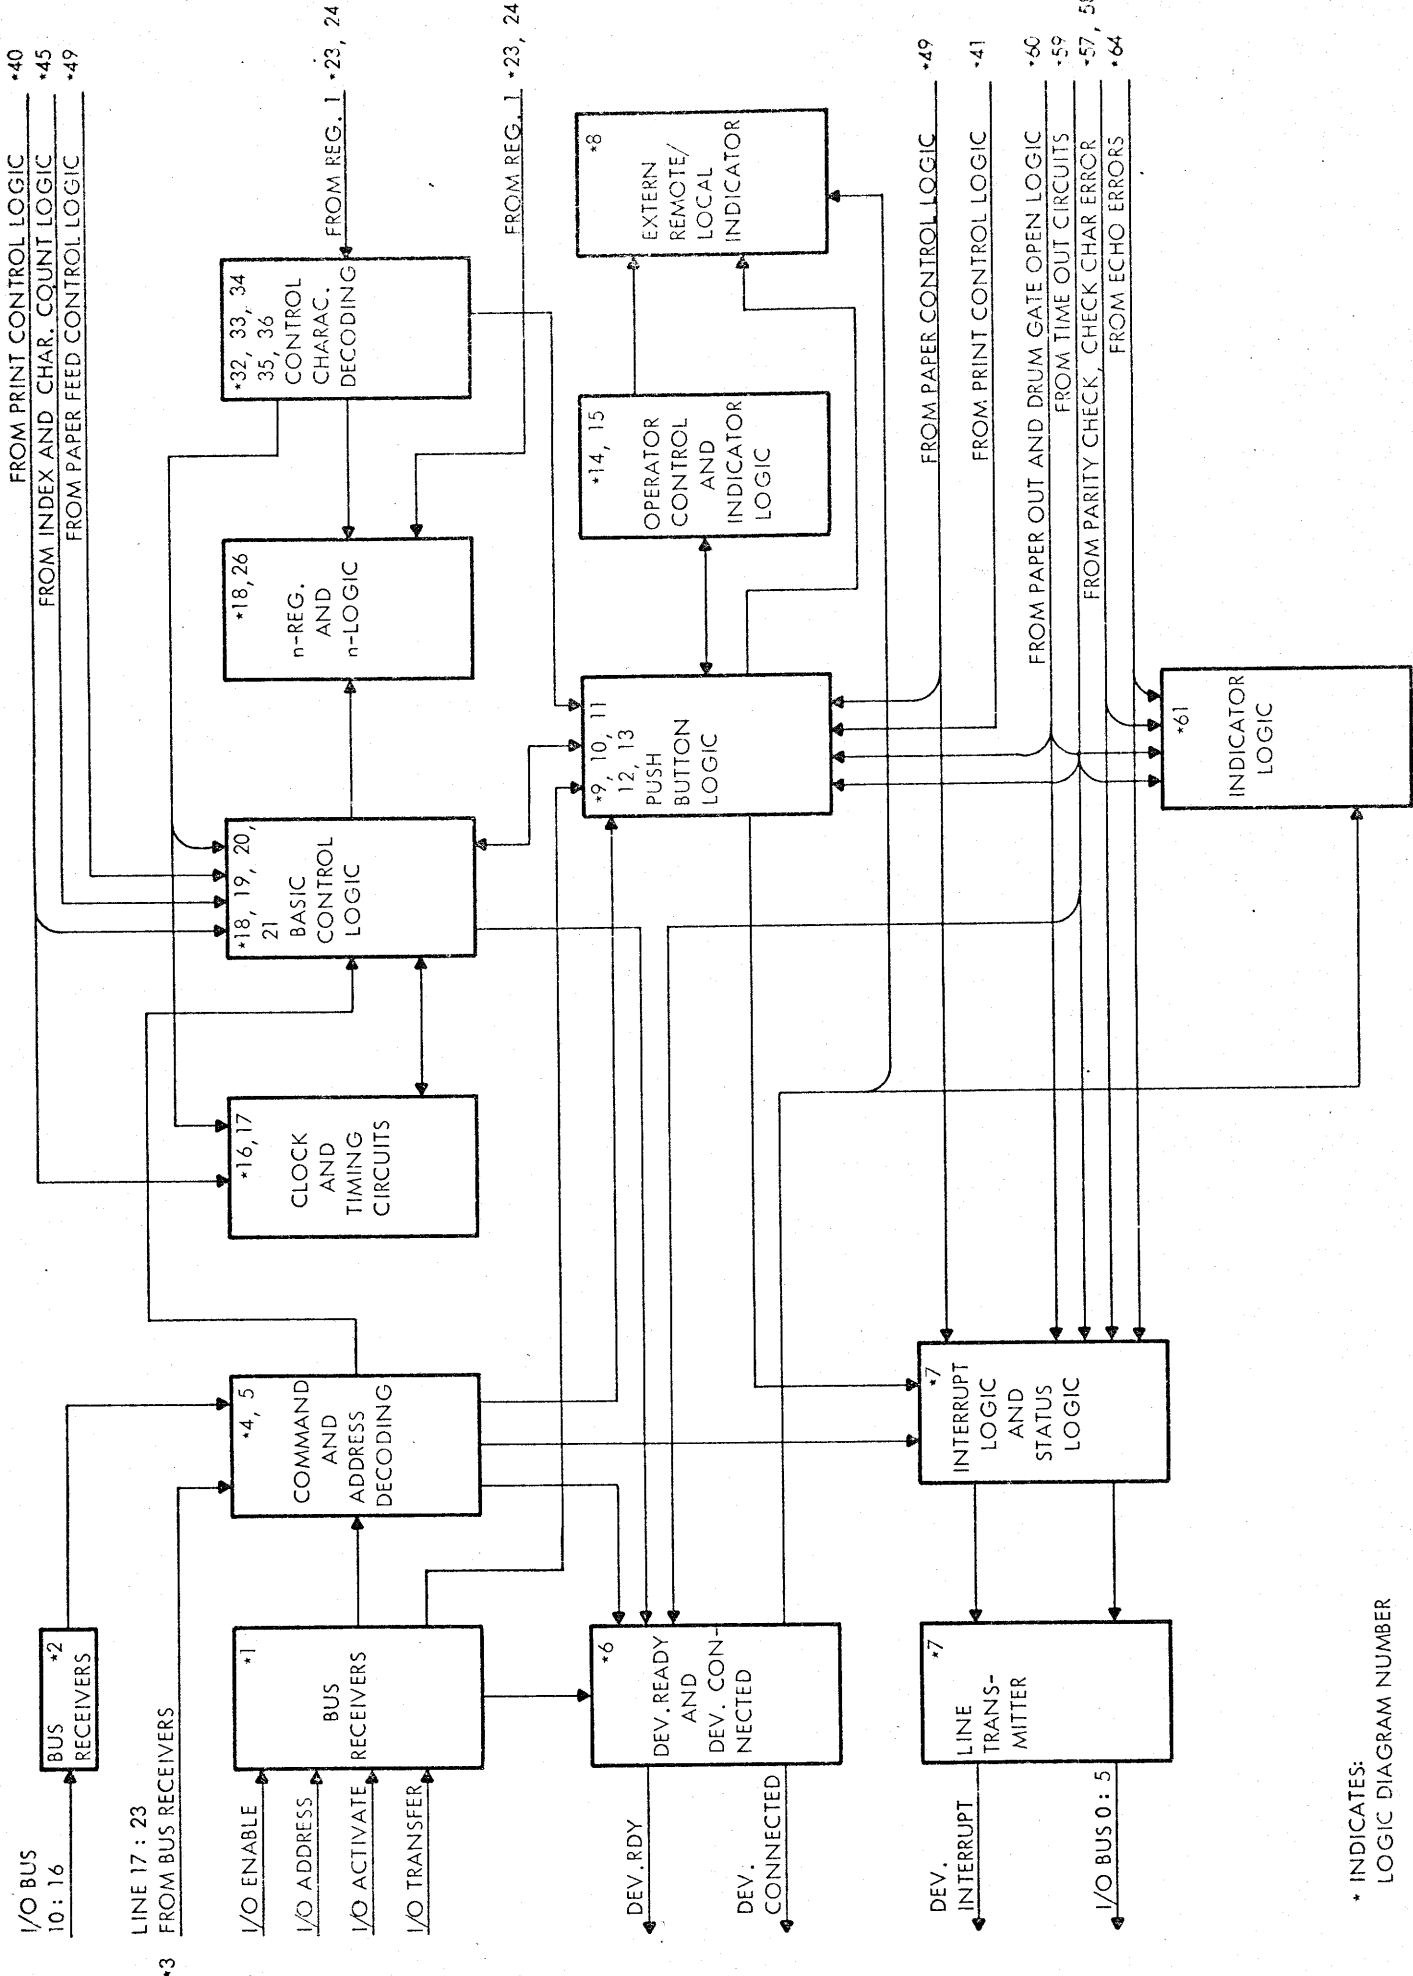 I/O BUS
10: 16
*2
BUS
RECEIVERS
*3
LINE 17 : 23
FROM BUS RECEIVERS
I/O ENABLE
I/O ADDRESS
I/O ACTIVATE
I/O TRANSFER
*1
BUS
RECEIVERS
*4, 5
COMMAND
AND
ADDRESS
DECODING
*16, 17
CLOCK
AND
TIMING
CIRCUITS
*18, 19, 20,
21
BASIC
CONTROL
LOGIC
*18, 26
n-REG.
AND
n-LOGIC
*32, 33, 34
35, 36
CONTROL
CHARAC.
DECODING
FROM PRINT CONTROL LOGIC *40
FROM INDEX AND CHAR. COUNT LOGIC *45
FROM PAPER FEED CONTROL LOGIC *49
FROM REG. 1 *23, 24
FROM REG. 1 *23, 24
DEV. RDY
DEV.
CONNECTED
*6
DEV. READY
AND
DEV. CON-
NECTED
*9, 10, 11
12, 13
PUSH
BUTTON
LOGIC
*14, 15
OPERATOR
CONTROL
AND
INDICATOR
LOGIC
*8
EXTERN
REMOTE/
LOCAL
INDICATOR
DEV.
INTERRUPT
I/O BUS 0: 5
*7
LINE
TRANS-
MITTER
*7
INTERRUPT
LOGIC
AND
STATUS
LOGIC
FROM PAPER CONTROL LOGIC *49
FROM PRINT CONTROL LOGIC *41
FROM PAPER OUT AND DRUM GATE OPEN LOGIC *60
FROM TIME OUT CIRCUITS *59
FROM PARITY CHECK, CHECK CHAR ERROR *57,
FROM ECHO ERRORS *64
*61
INDICATOR
LOGIC
* INDICATES:
LOGIC DIAGRAM NUMBER